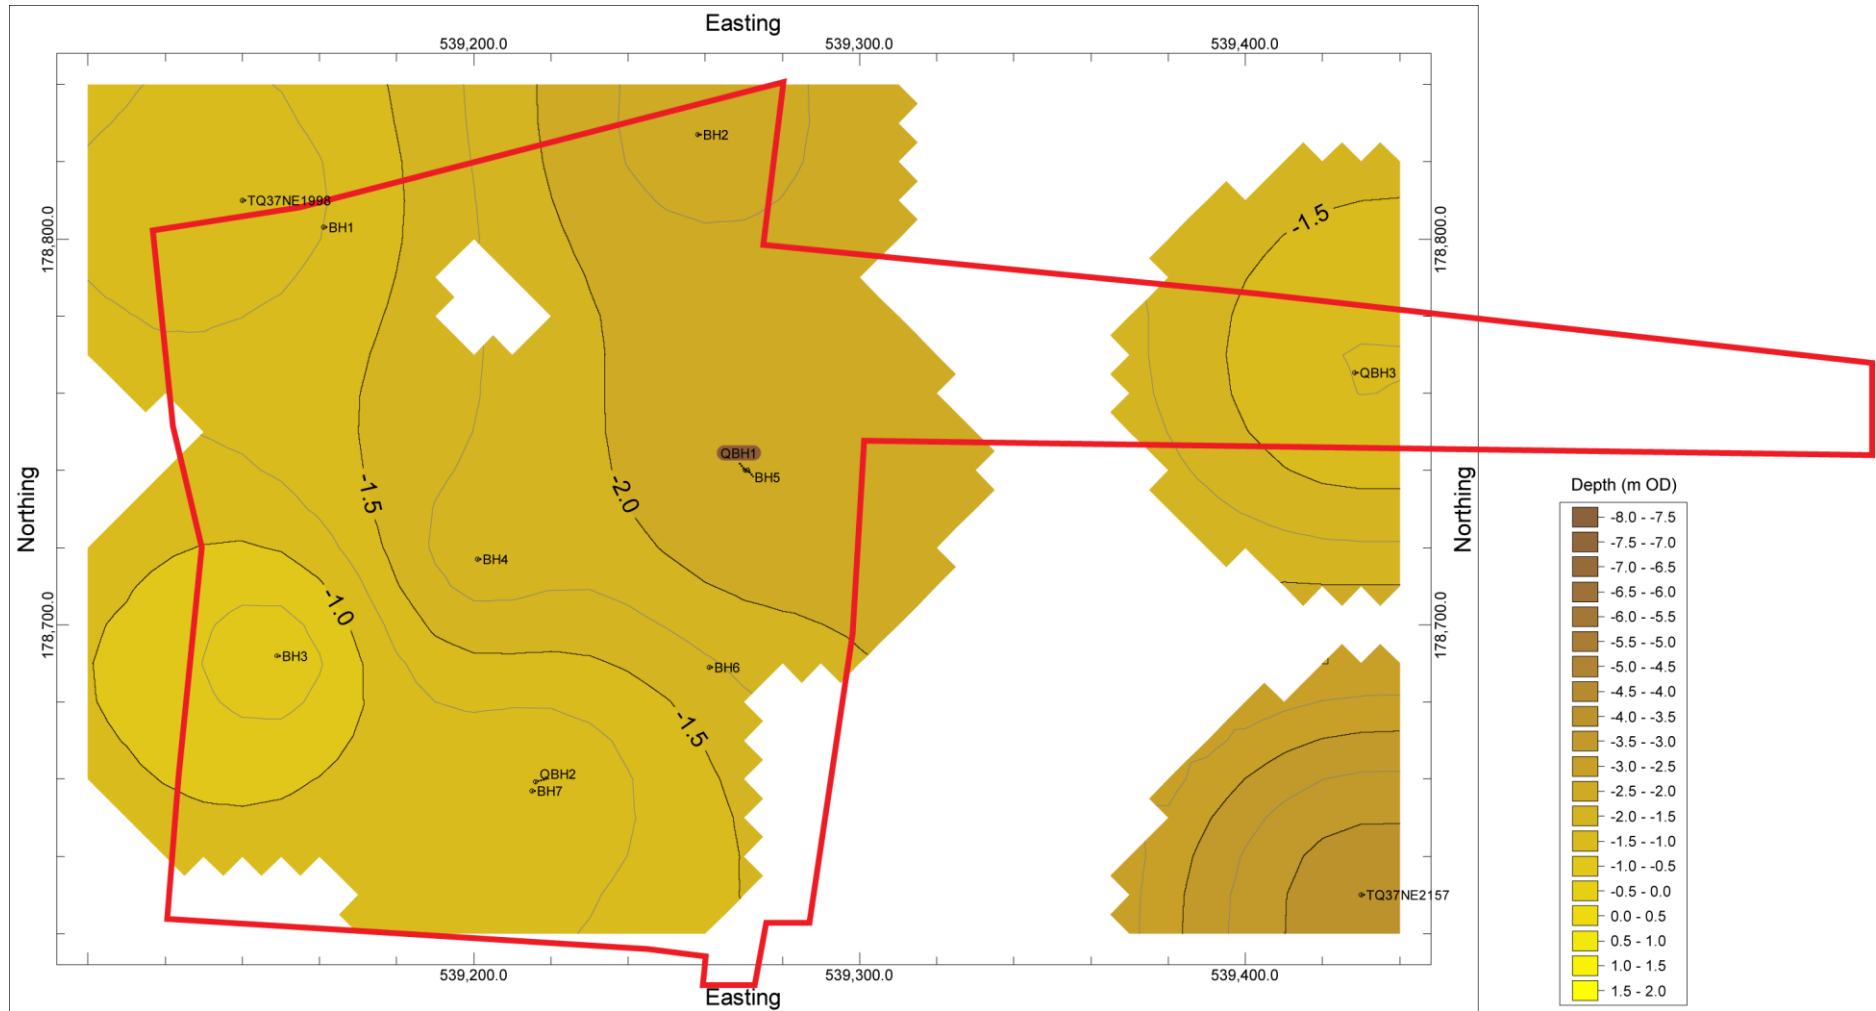 Easting
539,200.0 539,300.0 539,400.0
BH2
TQ37NE1998
BH1
-1.5
178,800.0 178,800.0
QBH3
QBH1
BH5
-1.5
-2.0
Northing Northing
BH4
-1.0
178,700.0 178,700.0
BH3
BH6
-1.5
QBH2
BH7
TQ37NE2157
539,200.0 539,300.0 539,400.0
Easting
Depth (m OD)
-8.0 - -7.5
-7.5 - -7.0
-7.0 - -6.5
-6.5 - -6.0
-6.0 - -5.5
-5.5 - -5.0
-5.0 - -4.5
-4.5 - -4.0
-4.0 - -3.5
-3.5 - -3.0
-3.0 - -2.5
-2.5 - -2.0
-2.0 - -1.5
-1.5 - -1.0
-1.0 - -0.5
-0.5 - 0.0
0.0 - 0.5
0.5 - 1.0
1.0 - 1.5
1.5 - 2.0